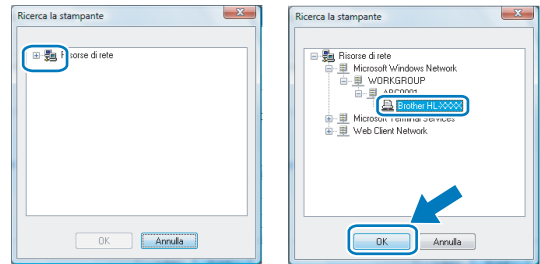 Ricerca la stampante
Risorse di rete
OK Annulla
Ricerca la stampante
Risorse di rete
Microsoft Windows Network
WORKGROUP
ABC0001
Brother HL-XXXX
Microsoft Terminal Services
Web Client Network
OK Annulla